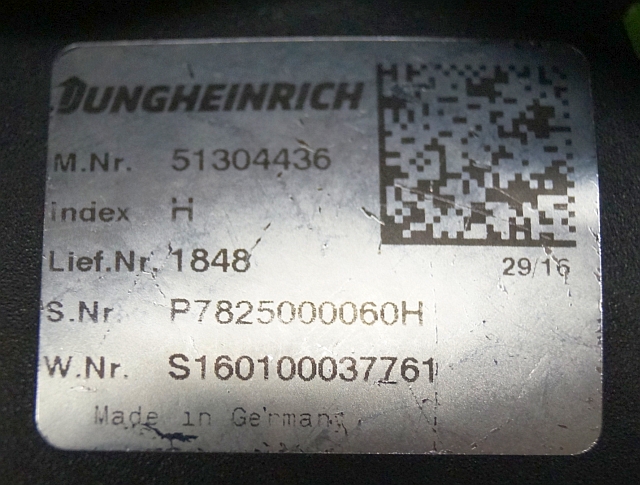 JUNGHEINRICH
M.Nr. 51304436
Index H
Lief.Nr. 1848
29/16
S.Nr. P7825000060H
W.Nr. S160100037761
Made in Germany